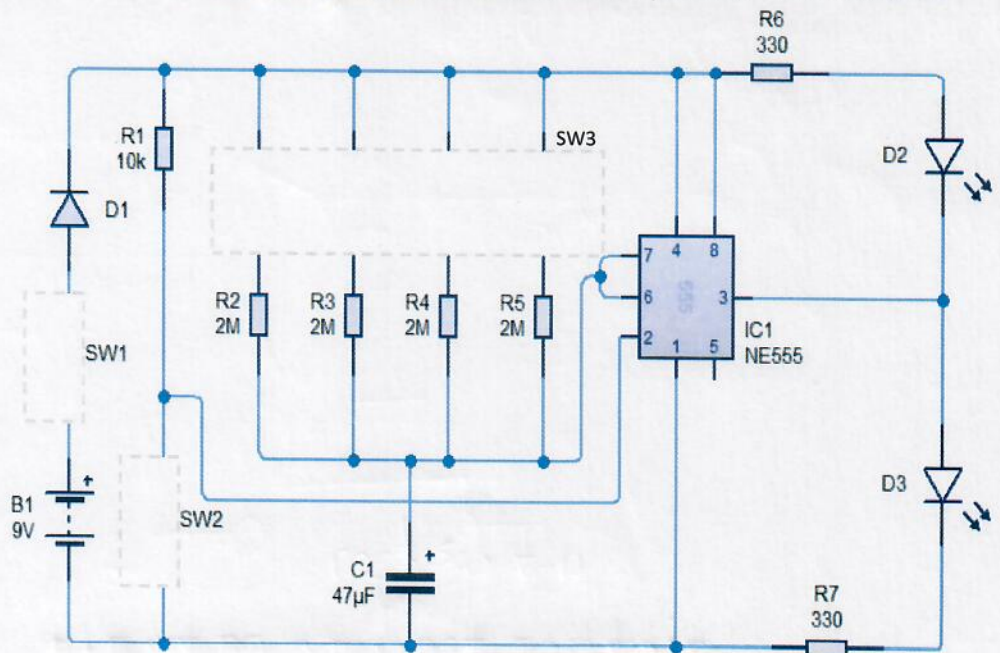 R6
330
R1
10k
SW3
D2
D1
7
4
8
R2
2M
R3
2M
R4
2M
R5
2M
6
555
3
2
IC1
NE555
1
5
SW1
D3
+
B1
9V
SW2
C1
47µF
+
R7
330